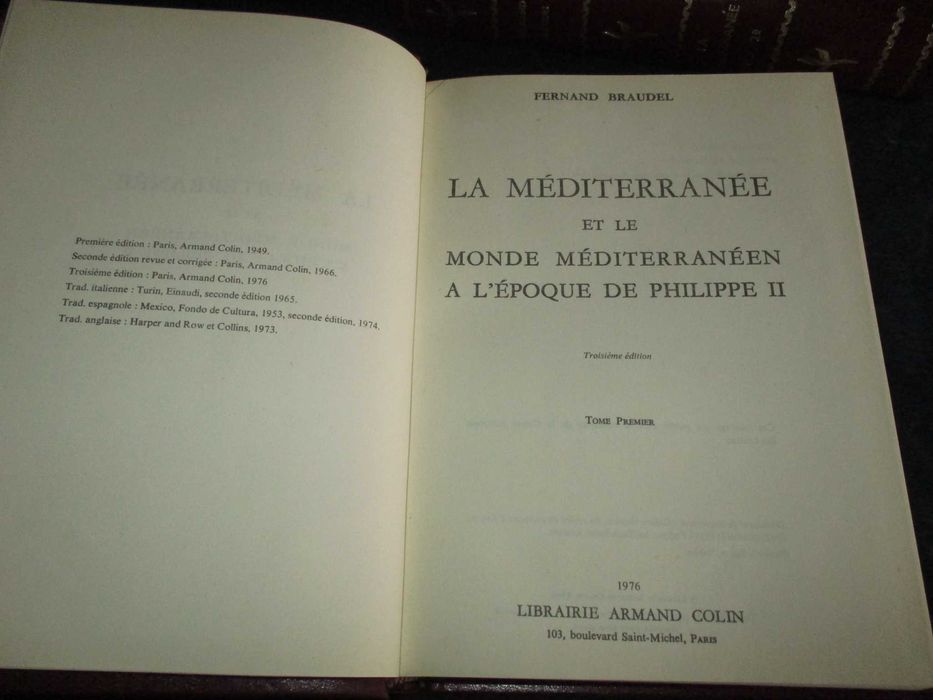 Première édition : Paris, Armand Colin, 1949.
Seconde édition revue et corrigée : Paris, Armand Colin, 1966.
Troisième édition : Paris, Armand Colin, 1976
Trad. italienne : Turin, Einaudi, seconde édition 1965.
Trad. espagnole : Mexico, Fondo de Cultura, 1953, seconde édition, 1974.
Trad. anglaise : Harper and Row et Collins, 1973.
FERNAND BRAUDEL
LA MÉDITERRANÉE
ET LE
MONDE MÉDITERRANÉEN
A L'ÉPOQUE DE PHILIPPE II
Troisième édition
TOME PREMIER
1976
LIBRAIRIE ARMAND COLIN
103, boulevard Saint-Michel, PARIS